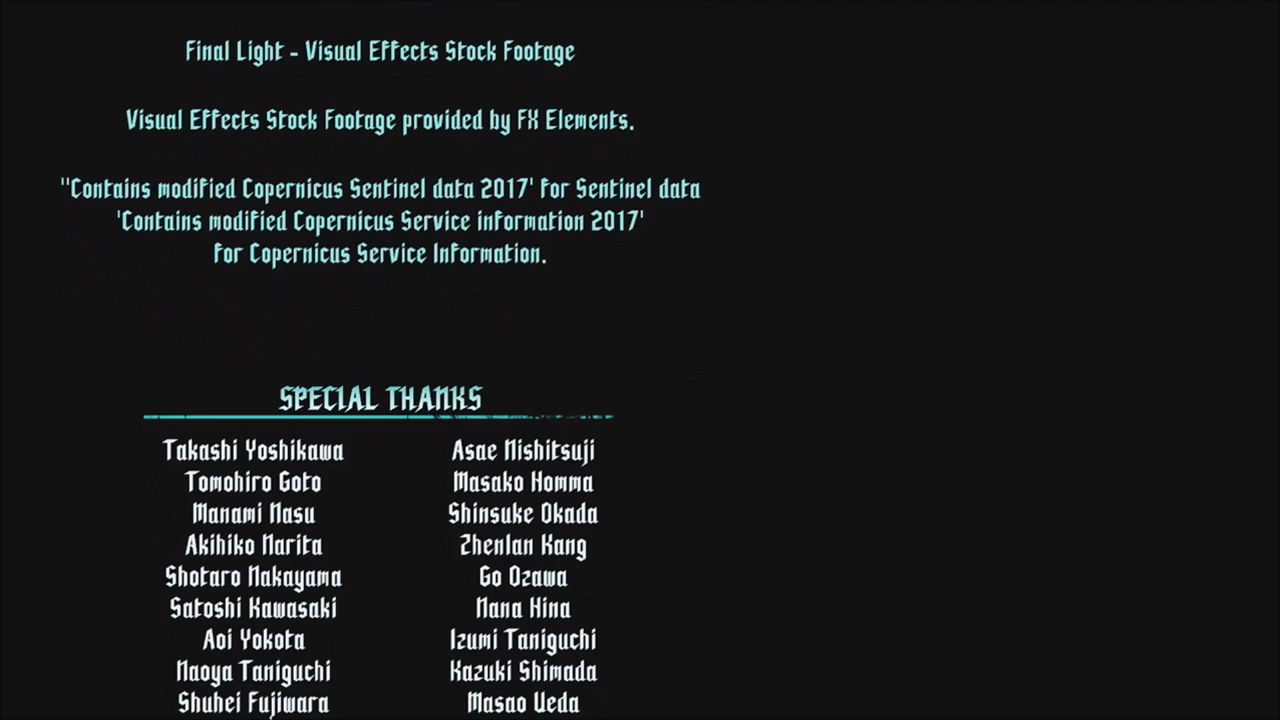 Final Light - Visual Effects Stock Footage
Visual Effects Stock Footage provided by FX Elements.
"Contains modified Copernicus Sentinel data 2017' for Sentinel data
'Contains modified Copernicus Service information 2017'
for Copernicus Service Information.
SPECIAL THANKS
Takashi Yoshikawa Asae Nishitsuji
Tomohiro Goto Masako Homma
Manami Nasu Shinsuke Okada
Akihiko Narita Zhenlan Kang
Shotaro Nakayama Go Ozawa
Satoshi Kawasaki Nana Hina
Aoi Yokota Izumi Taniguchi
Naoya Taniguchi Kazuki Shimada
Shuhei Fujiwara Masao Ueda